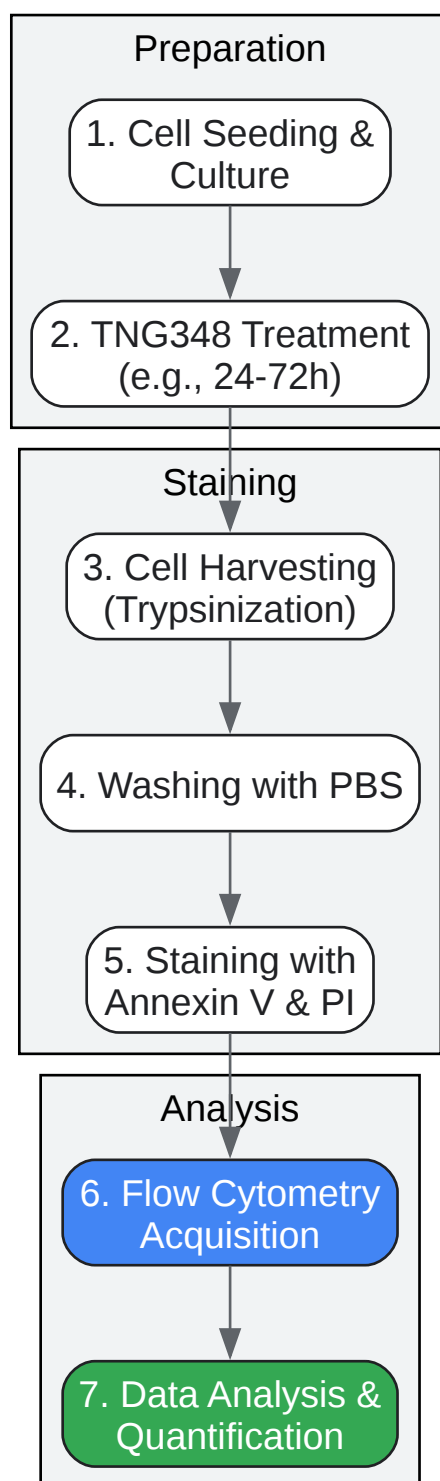 Preparation
1. Cell Seeding &
Culture
2. TNG348 Treatment
(e.g., 24-72h)
Staining
3. Cell Harvesting
(Trypsinization)
4. Washing with PBS
5. Staining with
Annexin V & PI
Analysis
6. Flow Cytometry
Acquisition
7. Data Analysis &
Quantification